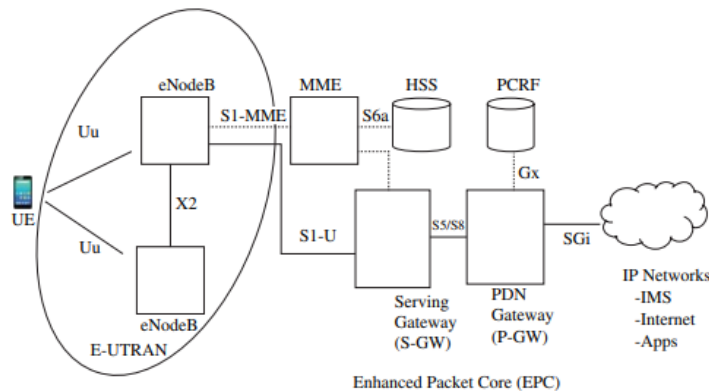 eNodeB
MME
HSS
PCRF
S1-MME
S6a
Uu
Gx
UE
X2
S1-U
S5/S8
SGi
Uu
eNodeB
E-UTRAN
Serving
Gateway
(S-GW)
PDN
Gateway
(P-GW)
IP Networks
-IMS
-Internet
-Apps
Enhanced Packet Core (EPC)